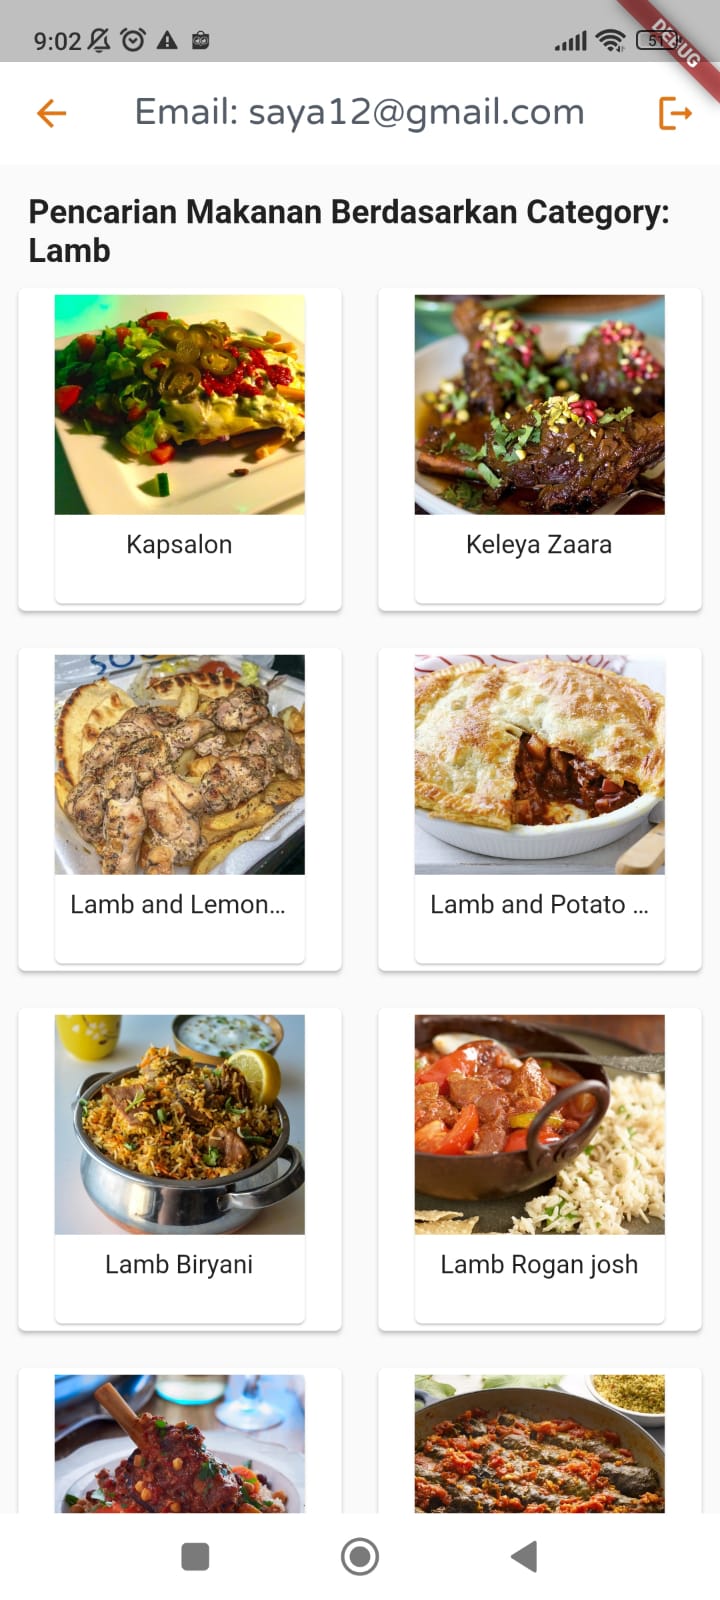 9:02
51
DEBUG
Email: saya12@gmail.com
Pencarian Makanan Berdasarkan Category:
Lamb
Kapsalon
Keleya Zaara
Lamb and Lemon...
Lamb and Potato ...
Lamb Biryani
Lamb Rogan josh